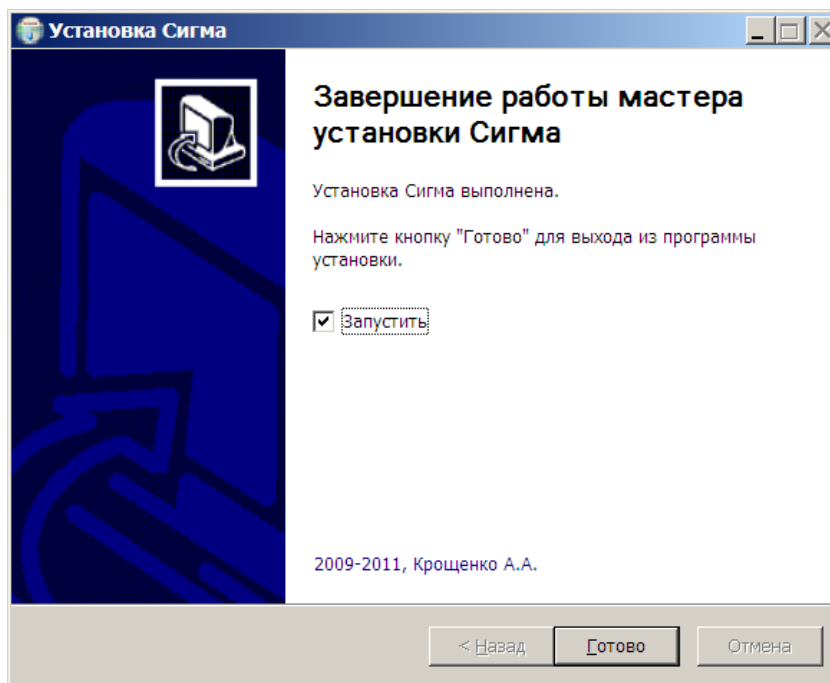 Установка Сигма
Завершение работы мастера
установки Сигма
Установка Сигма выполнена.
Нажмите кнопку "Готово" для выхода из программы
установки.
Запустить
2009-2011, Крощенко А.А.
< Назад Готово Отмена